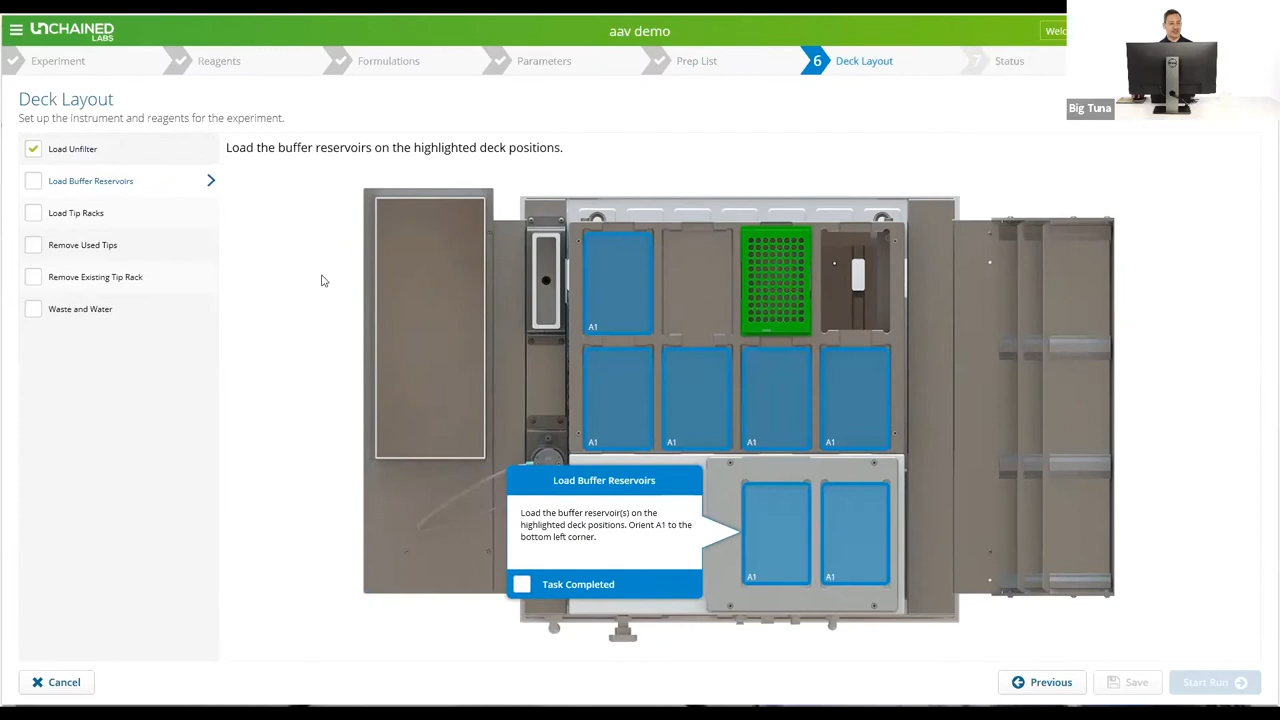 UNCHAINED
LABS
aav demo
Welc
Experiment
Reagents
Formulations
Parameters
Prep List
6
Deck Layout
7
Status
Big Tuna
Deck Layout
Set up the instrument and reagents for the experiment.
Load Unfilter
Load Buffer Reservoirs
Load Tip Racks
Remove Used Tips
Remove Existing Tip Rack
Waste and Water
Load the buffer reservoirs on the highlighted deck positions.
A1
A1
A1
A1
A1
Load Buffer Reservoirs
Load the buffer reservoir(s) on the
highlighted deck positions. Orient A1 to the
bottom left corner.
Task Completed
A1
A1
Cancel
Previous
Save
Start Run